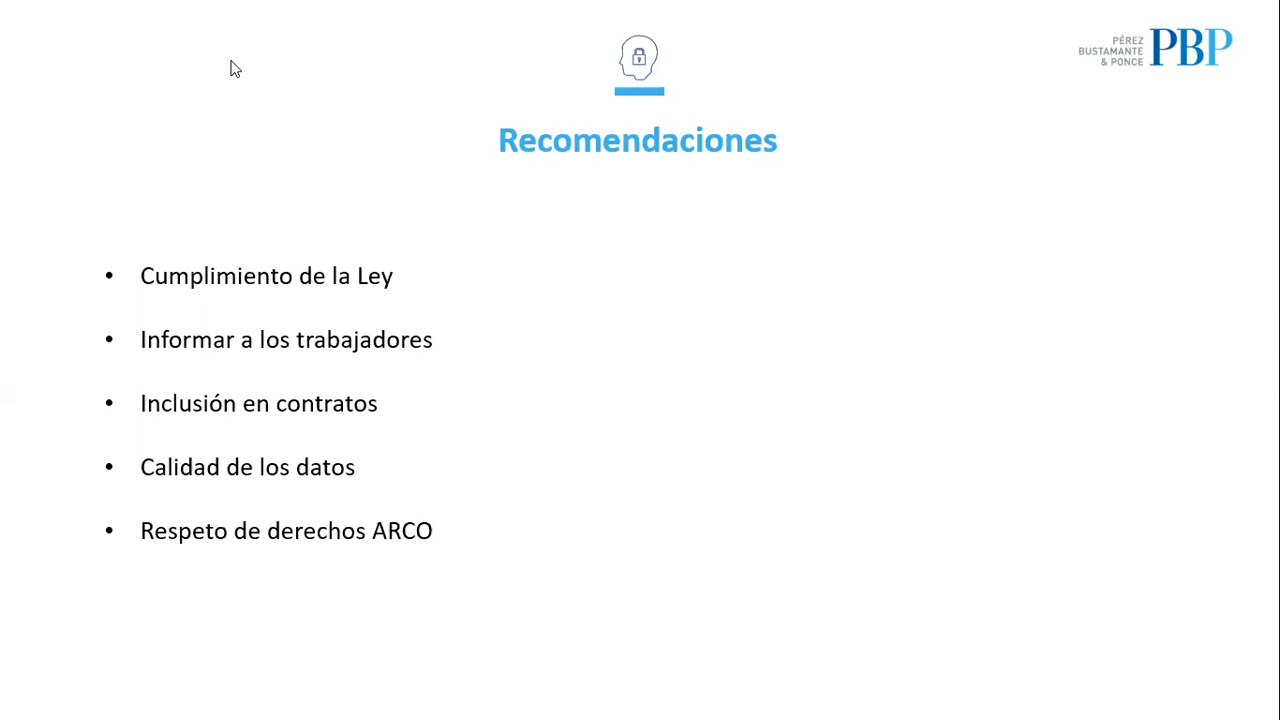 PÉREZ
BUSTAMANTE
& PONCE
PBP
Recomendaciones
• Cumplimiento de la Ley
• Informar a los trabajadores
• Inclusión en contratos
• Calidad de los datos
• Respeto de derechos ARCO